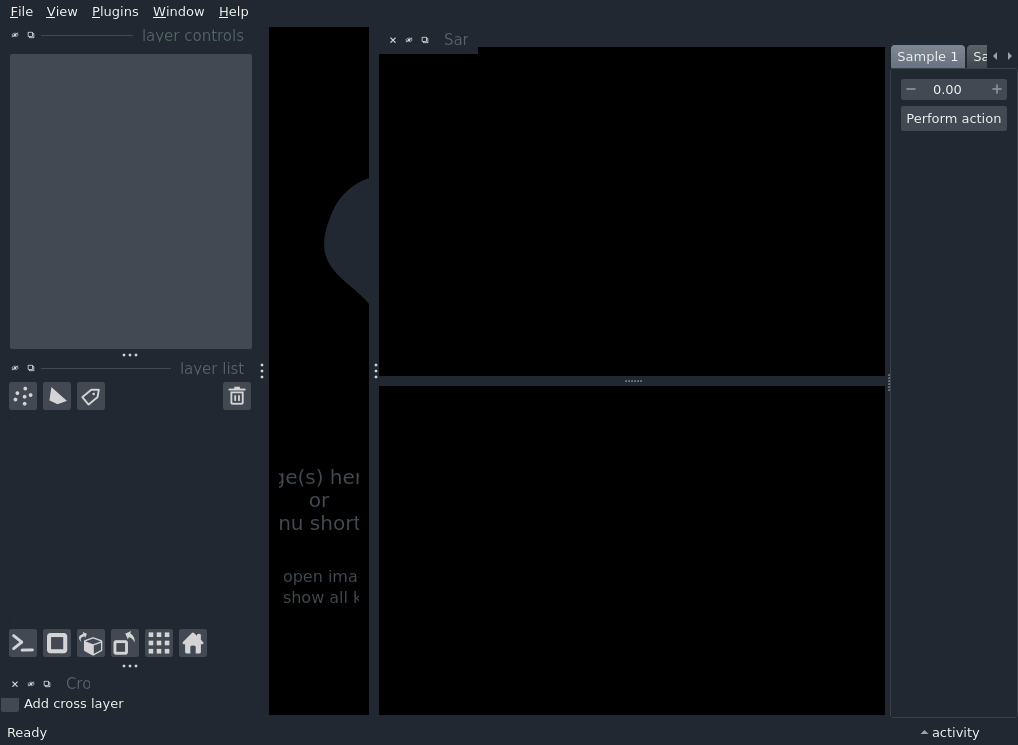 File View Plugins Window Help
layer controls
Sar
Sample 1 Sa
0.00
Perform action
layer list
ge(s) her
or
nu short
open ima
show all k
Cro
Add cross layer
Ready
activity